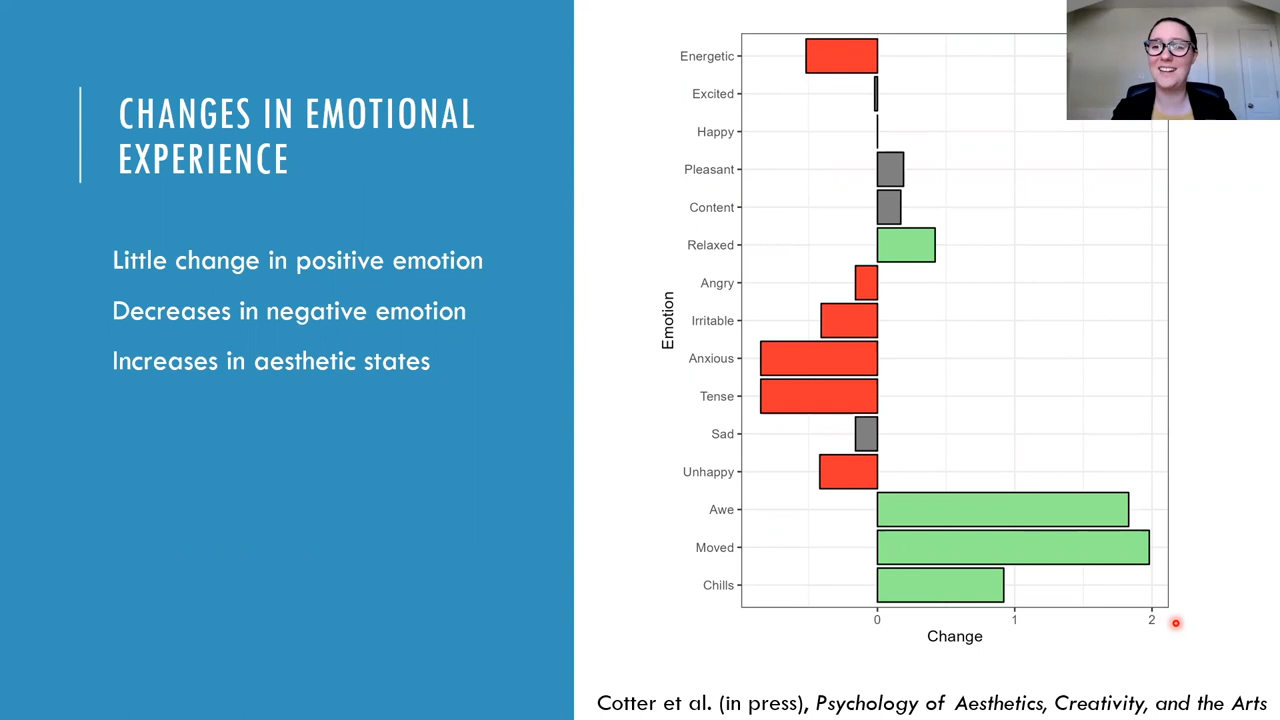 CHANGES IN EMOTIONAL
EXPERIENCE
Little change in positive emotion
Decreases in negative emotion
Increases in aesthetic states
Emotion
Energetic
Excited
Happy
Pleasant
Content
Relaxed
Angry
Irritable
Anxious
Tense
Sad
Unhappy
Awe
Moved
Chills
0 1 2
Change
Cotter et al. (in press), Psychology of Aesthetics, Creativity, and the Arts